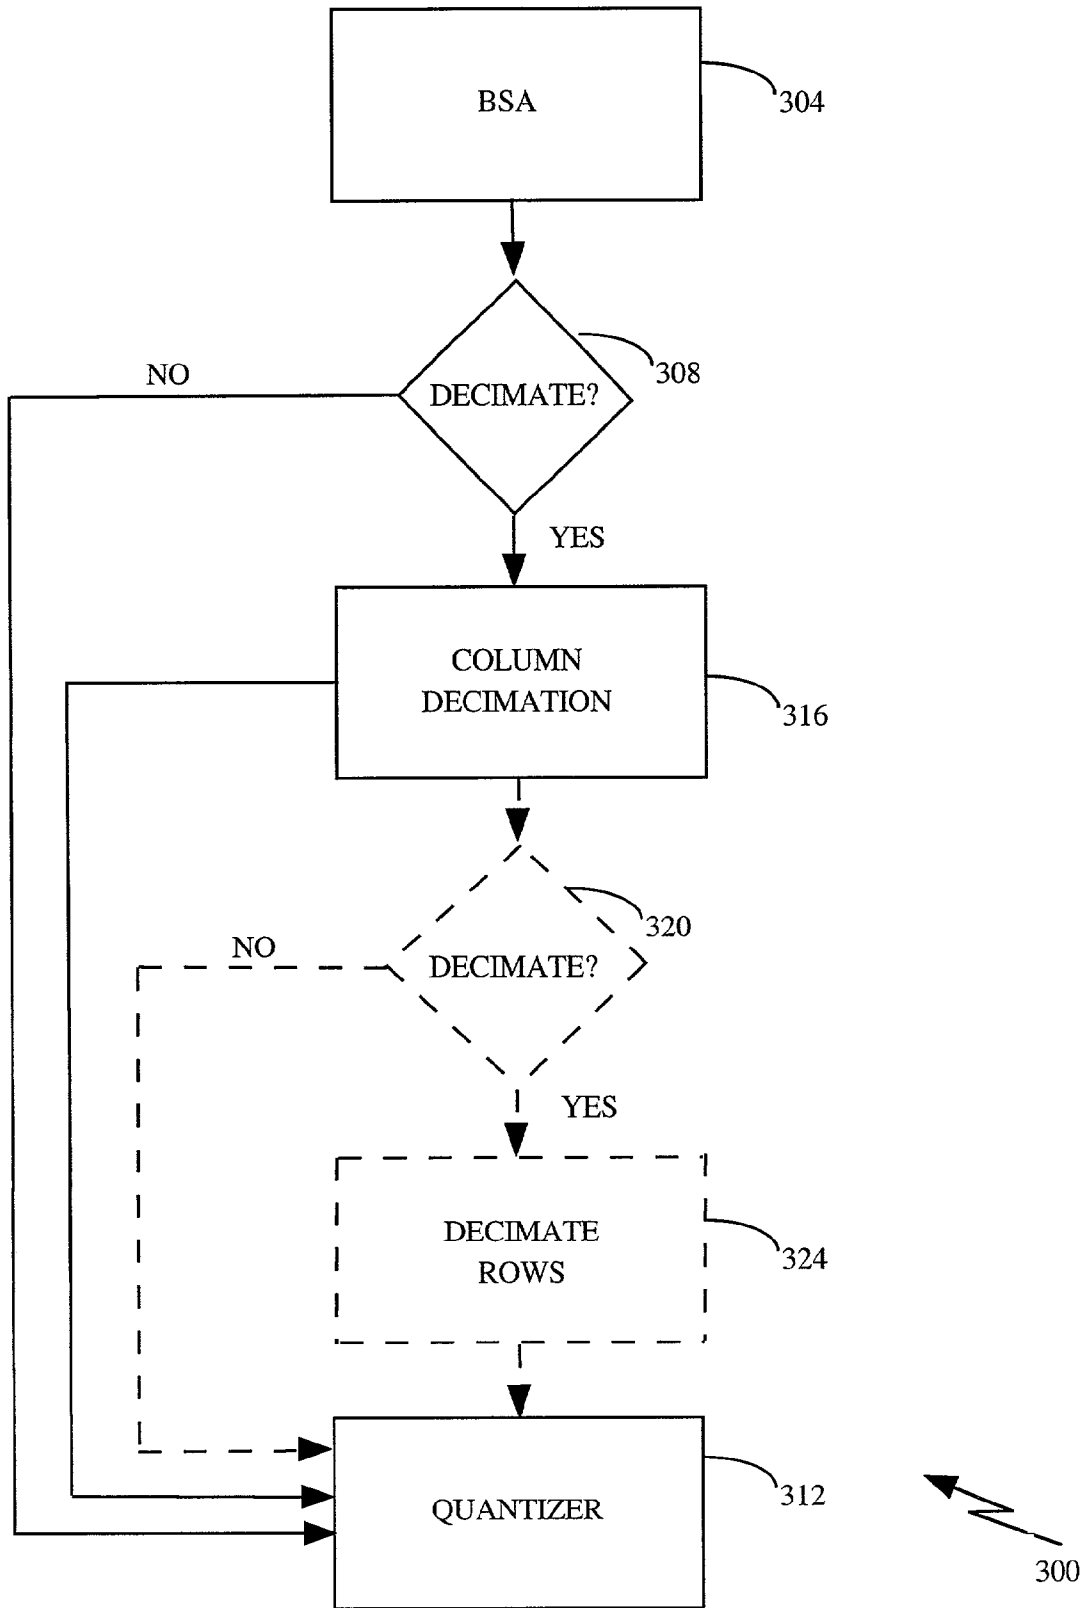 BSA
304
308
NO
DECIMATE?
YES
COLUMN
DECIMATION
316
320
NO
DECIMATE?
YES
DECIMATE
ROWS
324
312
QUANTIZER
300